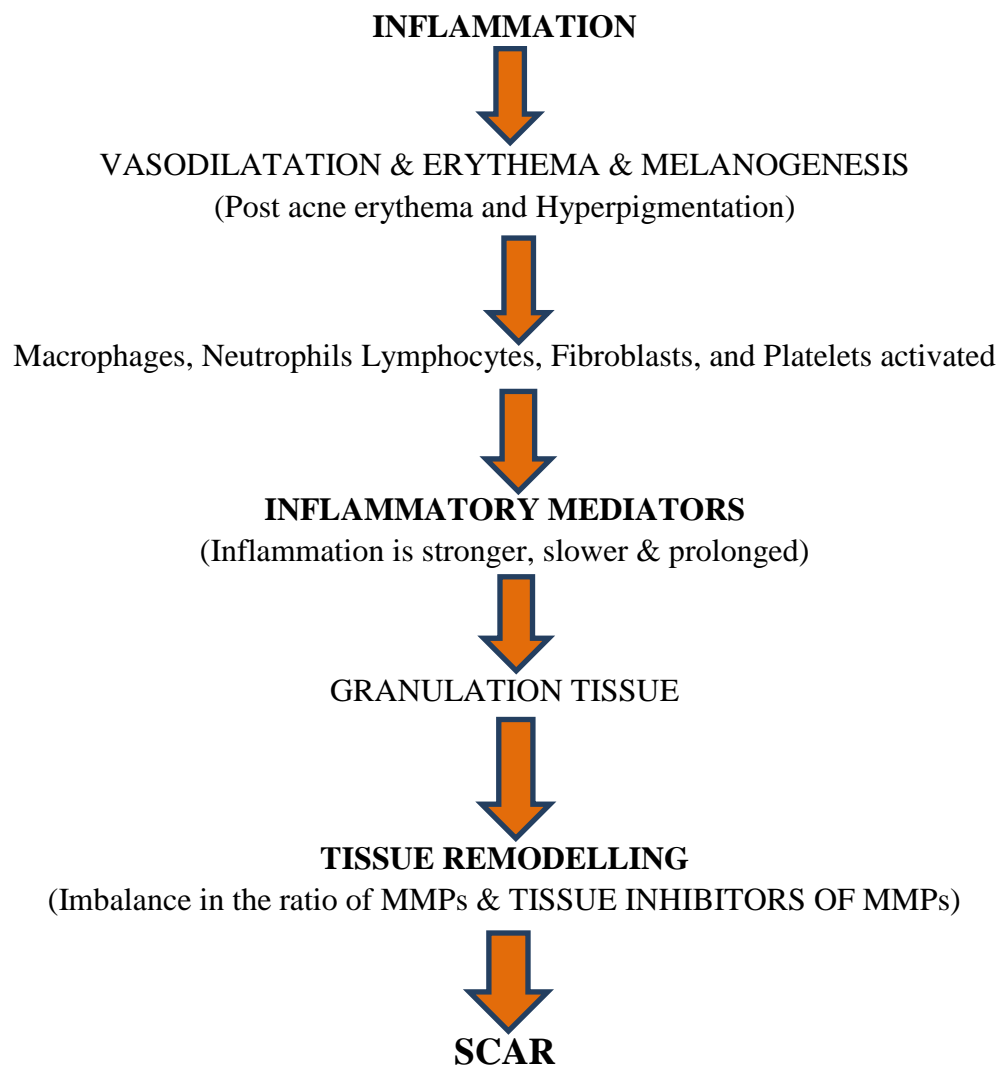 INFLAMMATION
VASODILATATION & ERYTHEMA & MELANOGENESIS
(Post acne erythema and Hyperpigmentation)
Macrophages, Neutrophils Lymphocytes, Fibroblasts, and Platelets activated
INFLAMMATORY MEDIATORS
(Inflammation is stronger, slower & prolonged)
GRANULATION TISSUE
TISSUE REMODELLING
(Imbalance in the ratio of MMPs & TISSUE INHIBITORS OF MMPs)
SCAR